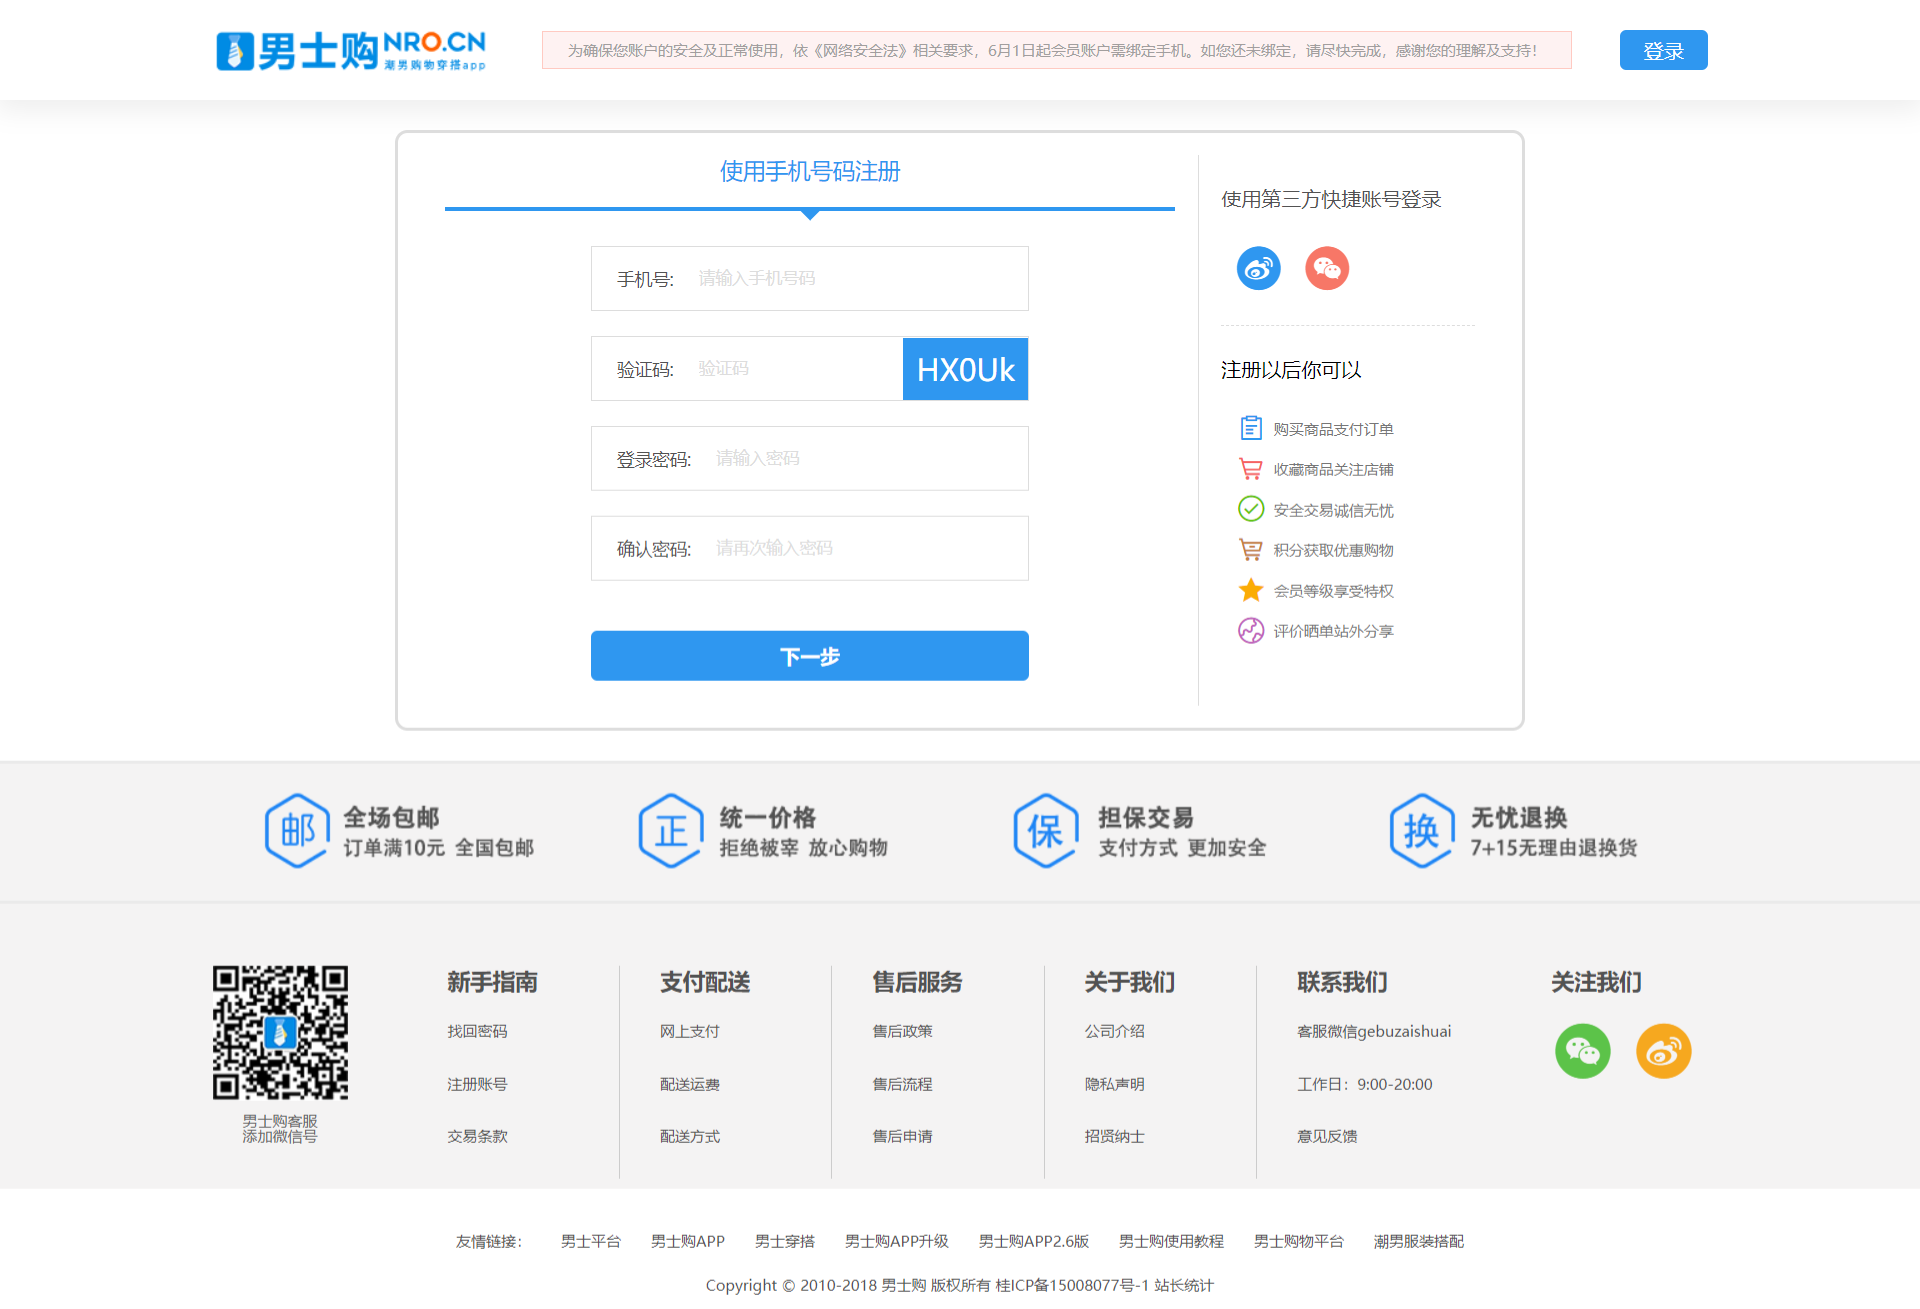 男士购 NRO.CN
潮男购物穿搭app
为确保您账户的安全及正常使用，依《网络安全法》相关要求，6月1日起会员账户需绑定手机。如您还未绑定，请尽快完成，感谢您的理解及支持！
登录
使用手机号码注册
手机号: 请输入手机号码
验证码: 验证码 HX0Uk
登录密码: 请输入密码
确认密码: 请再次输入密码
下一步
使用第三方快捷账号登录
注册以后你可以
购买商品支付订单
收藏商品关注店铺
安全交易诚信无忧
积分获取优惠购物
会员等级享受特权
评价晒单站外分享
邮 全场包邮
订单满10元 全国包邮
正 统一价格
拒绝被宰 放心购物
保 担保交易
支付方式 更加安全
换 无忧退换
7+15无理由退换货
男士购客服
添加微信号
新手指南
找回密码
注册账号
交易条款
支付配送
网上支付
配送运费
配送方式
售后服务
售后政策
售后流程
售后申请
关于我们
公司介绍
隐私声明
招贤纳士
联系我们
客服微信gebuzaishuai
工作日：9:00-20:00
意见反馈
关注我们
友情链接： 男士平台 男士购APP 男士穿搭 男士购APP升级 男士购APP2.6版 男士购使用教程 男士购物平台 潮男服装搭配
Copyright © 2010-2018 男士购 版权所有 桂ICP备15008077号-1 站长统计